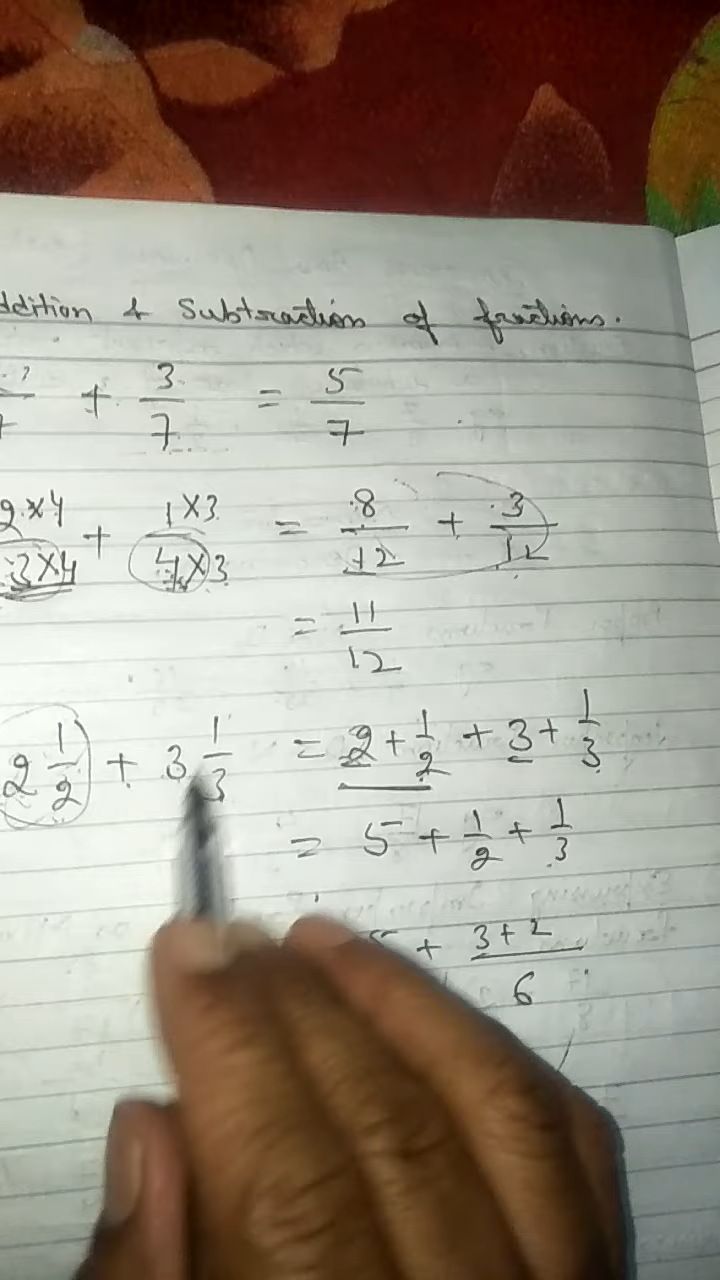 ddition & Subtraction of fractions.
+ 3/7 = 5/7
2×4/3×4 + 1×3/4×3 = 8/12 + 3/12
= 11/12
2 1/2 + 3 1/3 = 2 + 1/2 + 3 + 1/3
= 5 + 1/2 + 1/3
+ 3+2/6